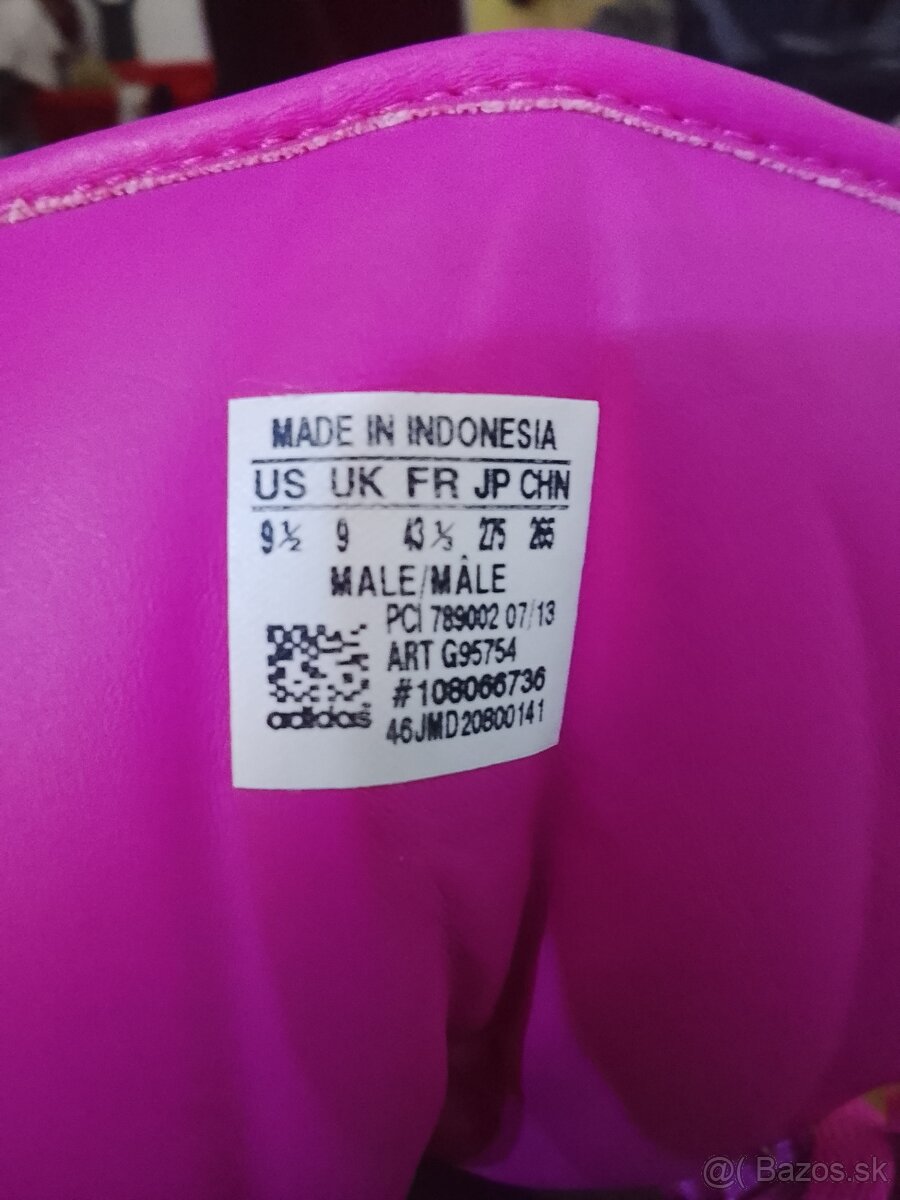 MADE IN INDONESIA
US UK FR JP CHN
9½ 9 43⅓ 275 265
MALE/MÂLE
PCI 789002 07/13
ART G95754
#108066736
adidas
46JMD20800141
@( Bazos.sk